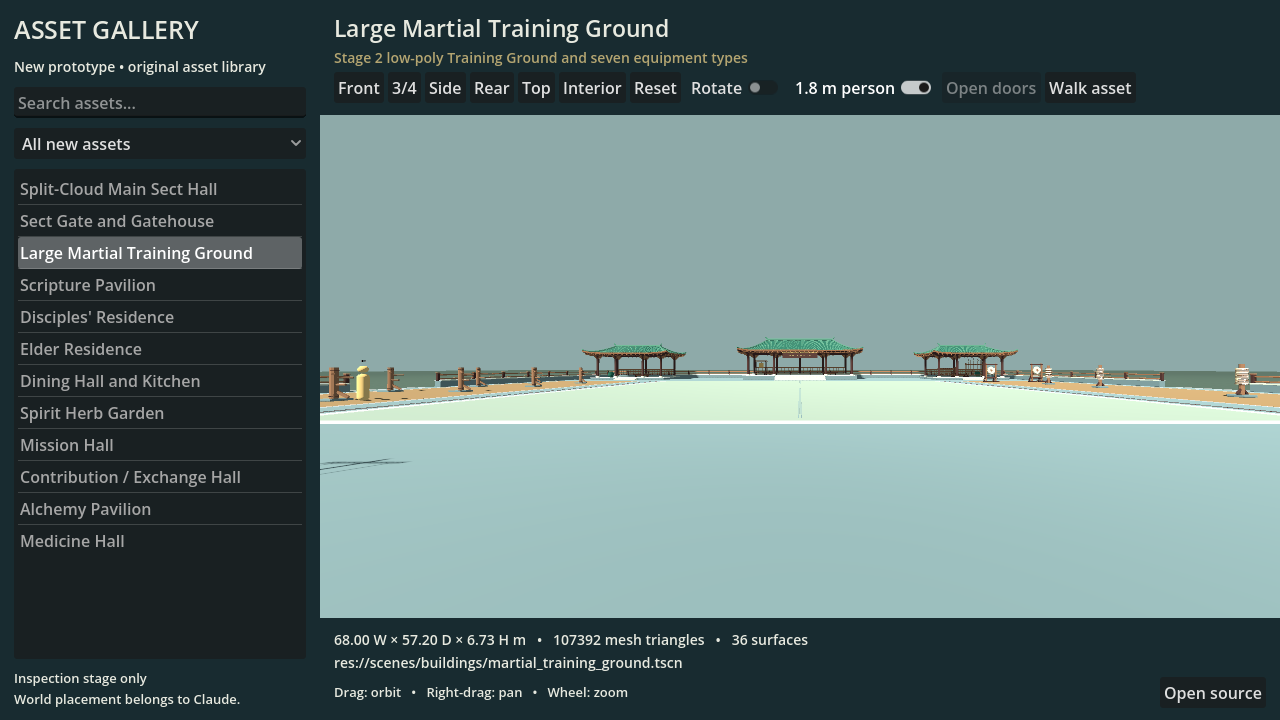 ASSET GALLERY
New prototype • original asset library
Search assets...
All new assets
Split-Cloud Main Sect Hall
Sect Gate and Gatehouse
Large Martial Training Ground
Scripture Pavilion
Disciples' Residence
Elder Residence
Dining Hall and Kitchen
Spirit Herb Garden
Mission Hall
Contribution / Exchange Hall
Alchemy Pavilion
Medicine Hall
Inspection stage only
World placement belongs to Claude.
Large Martial Training Ground
Stage 2 low-poly Training Ground and seven equipment types
Front 3/4 Side Rear Top Interior Reset Rotate 1.8 m person Open doors Walk asset
68.00 W × 57.20 D × 6.73 H m • 107392 mesh triangles • 36 surfaces
res://scenes/buildings/martial_training_ground.tscn
Drag: orbit • Right-drag: pan • Wheel: zoom
Open source